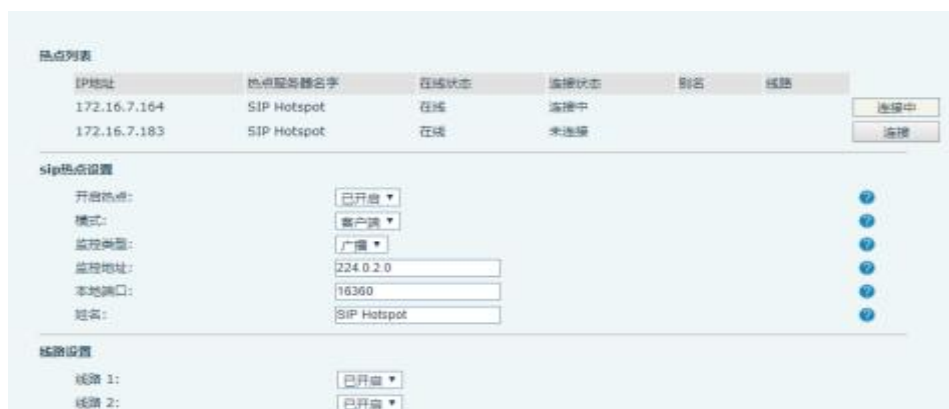 热点列表
IP地址 热点服务器名字 在线状态 连接状态 别名 线路
172.16.7.164 SIP Hotspot 在线 连接中 连接中
172.16.7.183 SIP Hotspot 在线 未连接 连接
sip热点设置
开启热点: 已开启
模式: 客户端
监控类型: 广播
监控地址: 224.0.2.0
本地端口: 16360
姓名: SIP Hotspot
线路设置
线路 1: 已开启
线路 2: 已开启